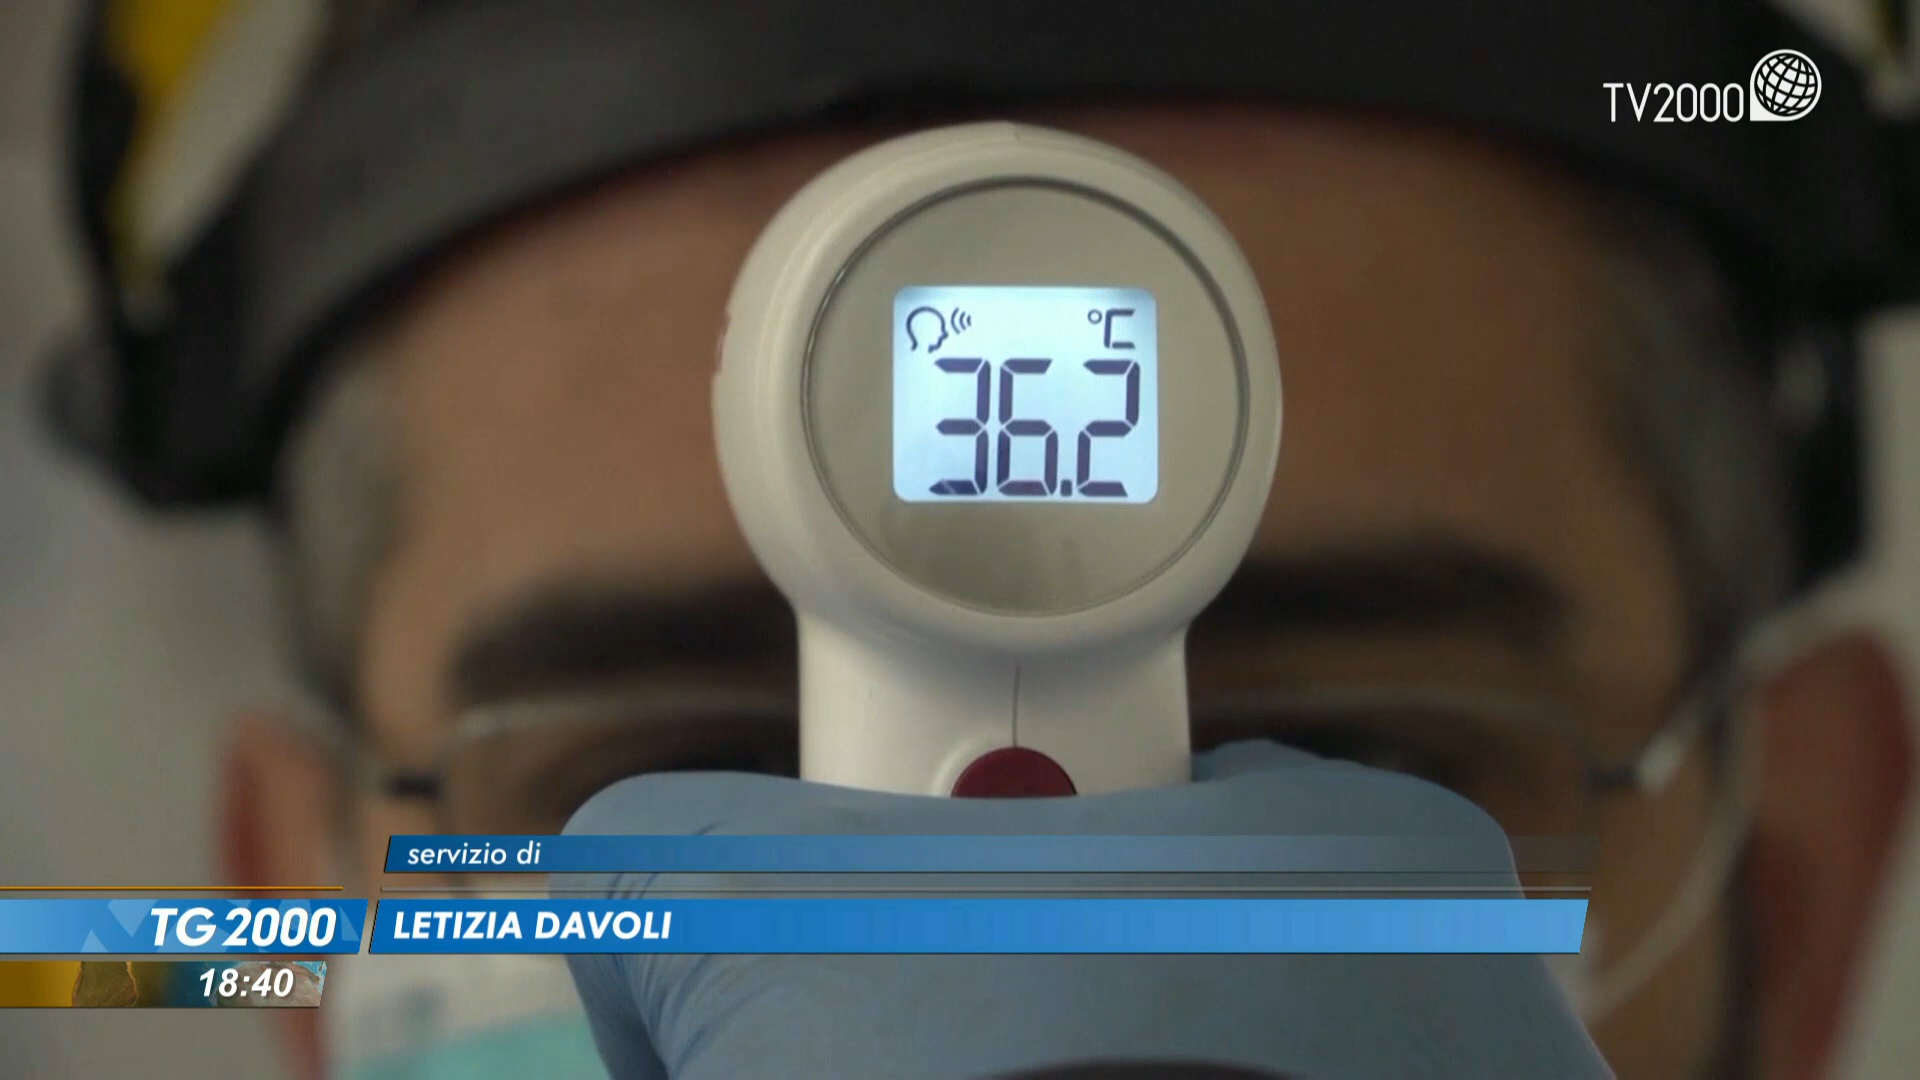 TV2000
°C
36.2
servizio di
TG 2000
LETIZIA DAVOLI
18:40